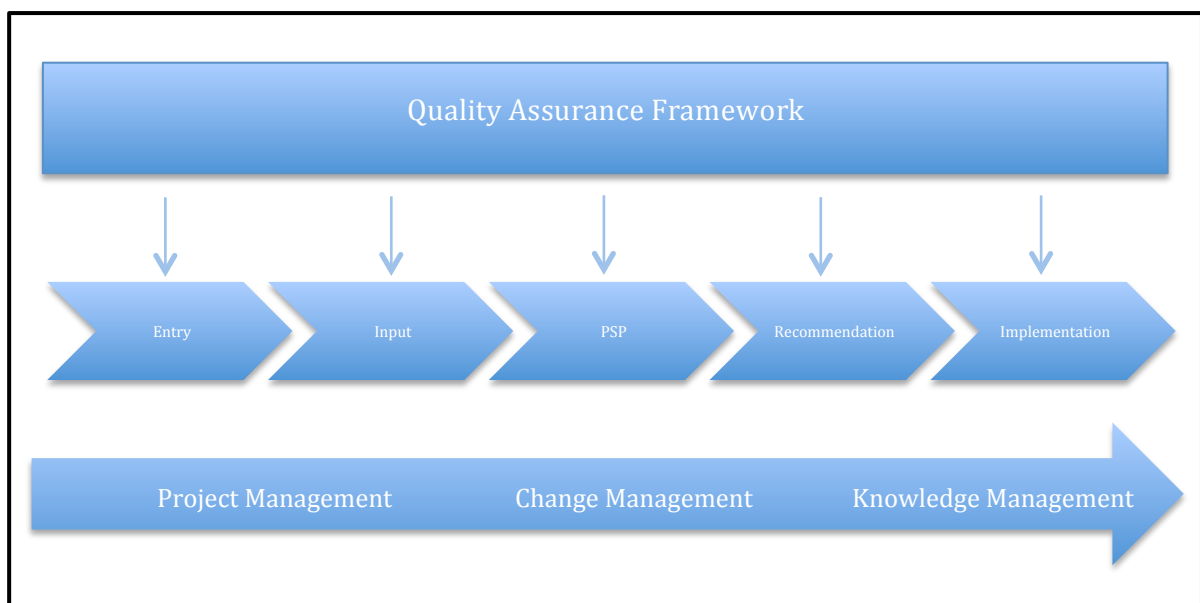 Quality Assurance Framework
Entry
Input
PSP
Recommendation
Implementation
Project Management
Change Management
Knowledge Management